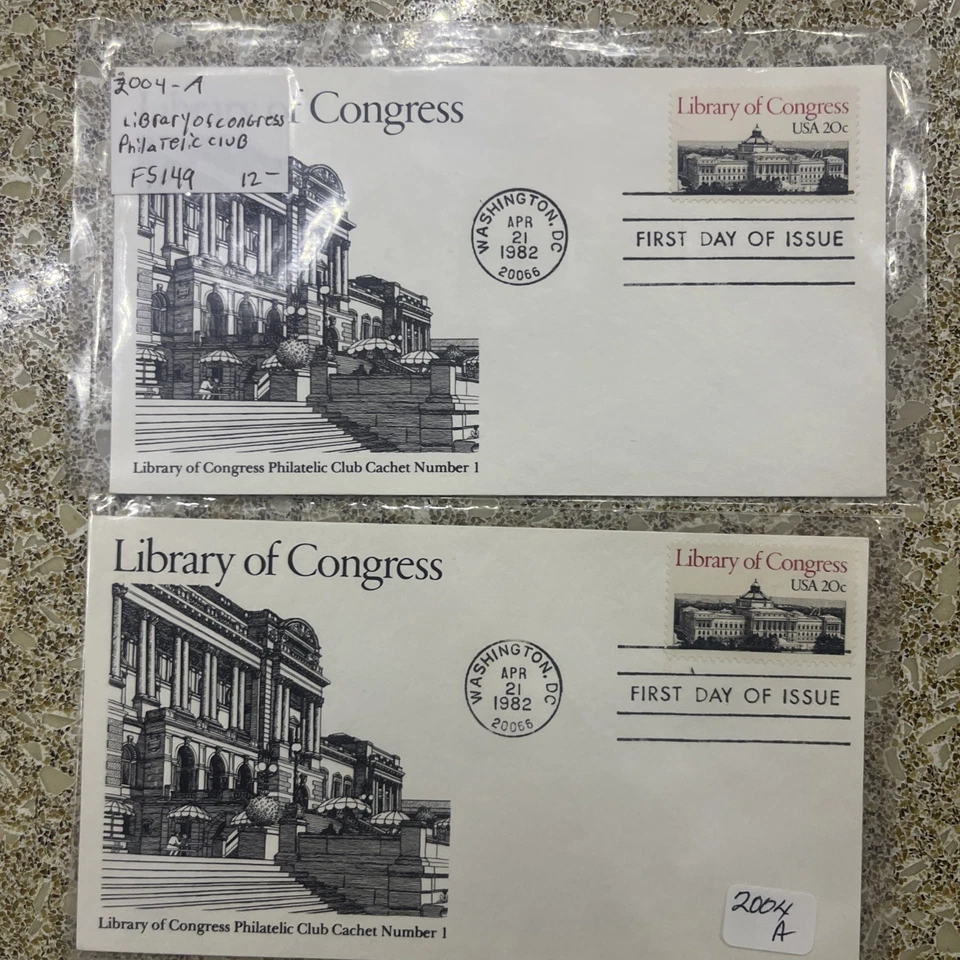 2004-A
Library of Congress
Philatelic Club
FS149 12-
Library of Congress
Library of Congress
USA 20c
WASHINGTON, DC
APR
21
1982
20066
FIRST DAY OF ISSUE
Library of Congress Philatelic Club Cachet Number 1
Library of Congress
Library of Congress
USA 20c
WASHINGTON, DC
APR
21
1982
20066
FIRST DAY OF ISSUE
Library of Congress Philatelic Club Cachet Number 1
2004
A